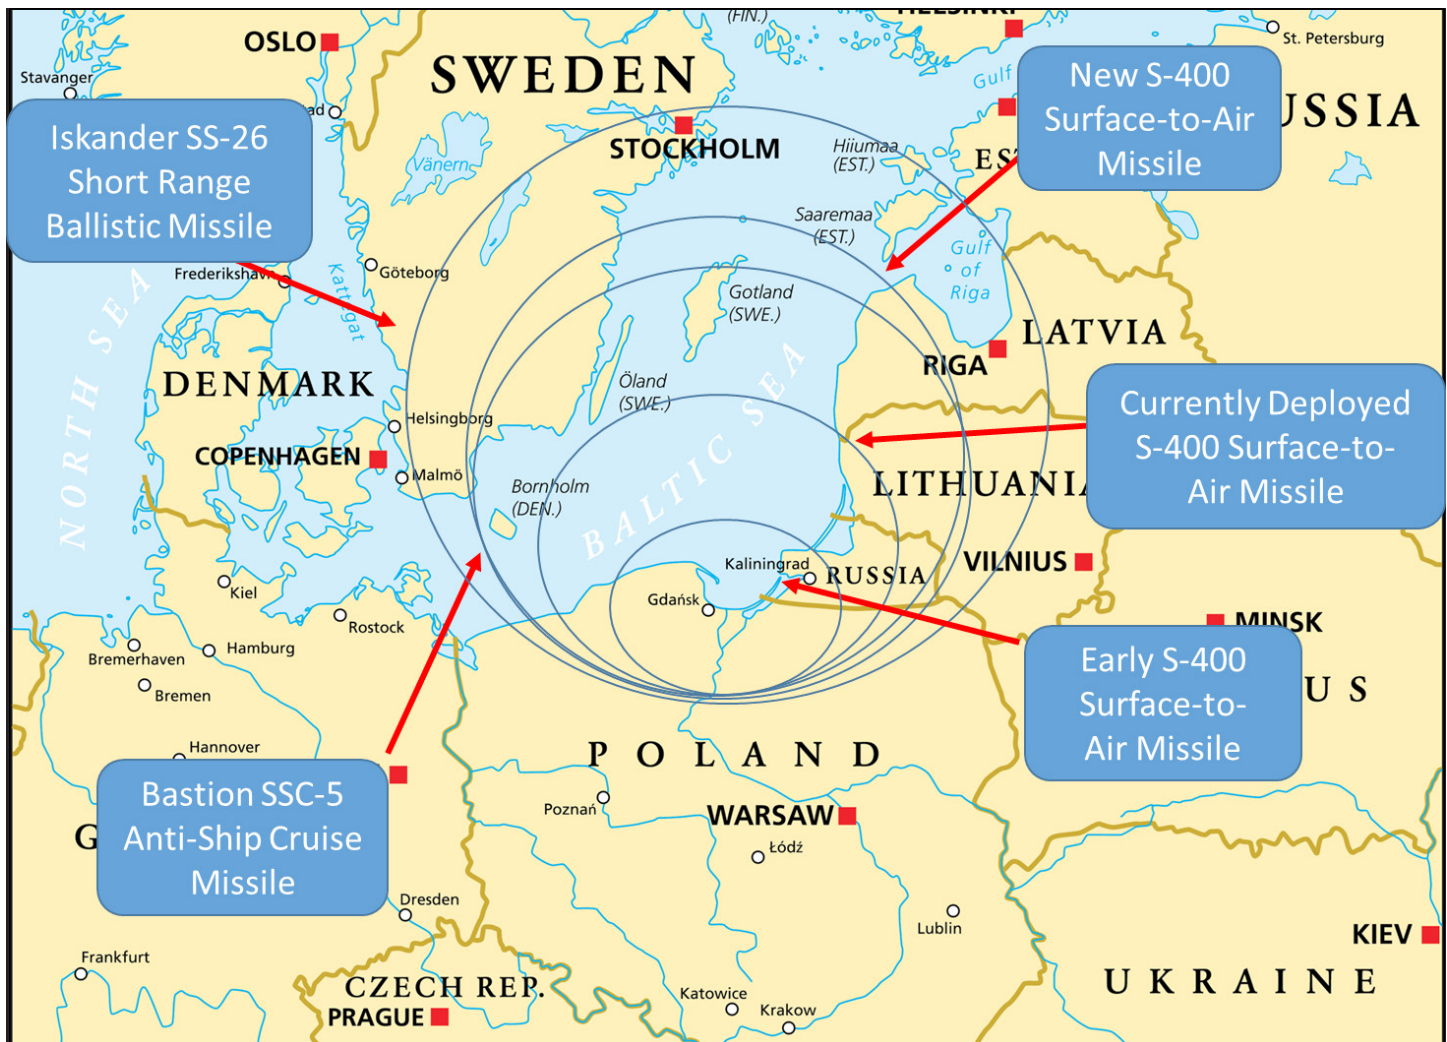 (FIN.)
HELSINKI
OSLO
St. Petersburg
Stavanger
SWEDEN
Gulf
New S-400
Surface-to-Air
Missile
USSIA
ad
Iskander SS-26
Short Range
Ballistic Missile
STOCKHOLM
Vänern
Hiiumaa
(EST.)
EST
Saaremaa
(EST.)
Gulf
of
Riga
Frederikshavn
Göteborg
Kattegat
NORTH SEA
Gotland
(SWE.)
LATVIA
RIGA
DENMARK
Öland
(SWE.)
BALTIC SEA
Helsingborg
COPENHAGEN
Malmö
Currently Deployed
S-400 Surface-to-
Air Missile
LITHUANIA
Bornholm
(DEN.)
Kaliningrad
RUSSIA
VILNIUS
Kiel
Gdańsk
Rostock
MINSK
Bremerhaven
Hamburg
Bremen
Early S-400
Surface-to-
Air Missile
US
Hannover
POLAND
Bastion SSC-5
Anti-Ship Cruise
Missile
G
Poznań
WARSAW
Łódź
Dresden
Lublin
KIEV
Frankfurt
CZECH REP.
UKRAINE
Katowice
Krakow
PRAGUE